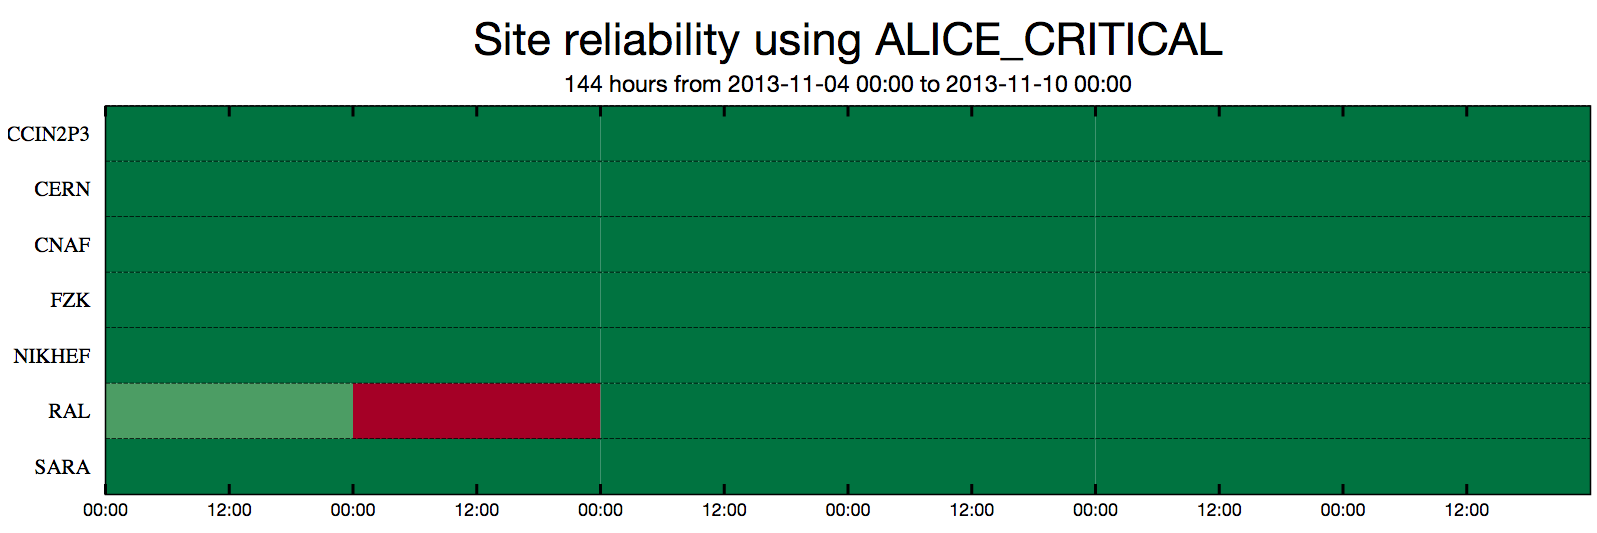 Site reliability using ALICE_CRITICAL
144 hours from 2013-11-04 00:00 to 2013-11-10 00:00
CCIN2P3
CERN
CNAF
FZK
NIKHEF
RAL
SARA
00:00 12:00 00:00 12:00 00:00 12:00 00:00 12:00 00:00 12:00 00:00 12:00